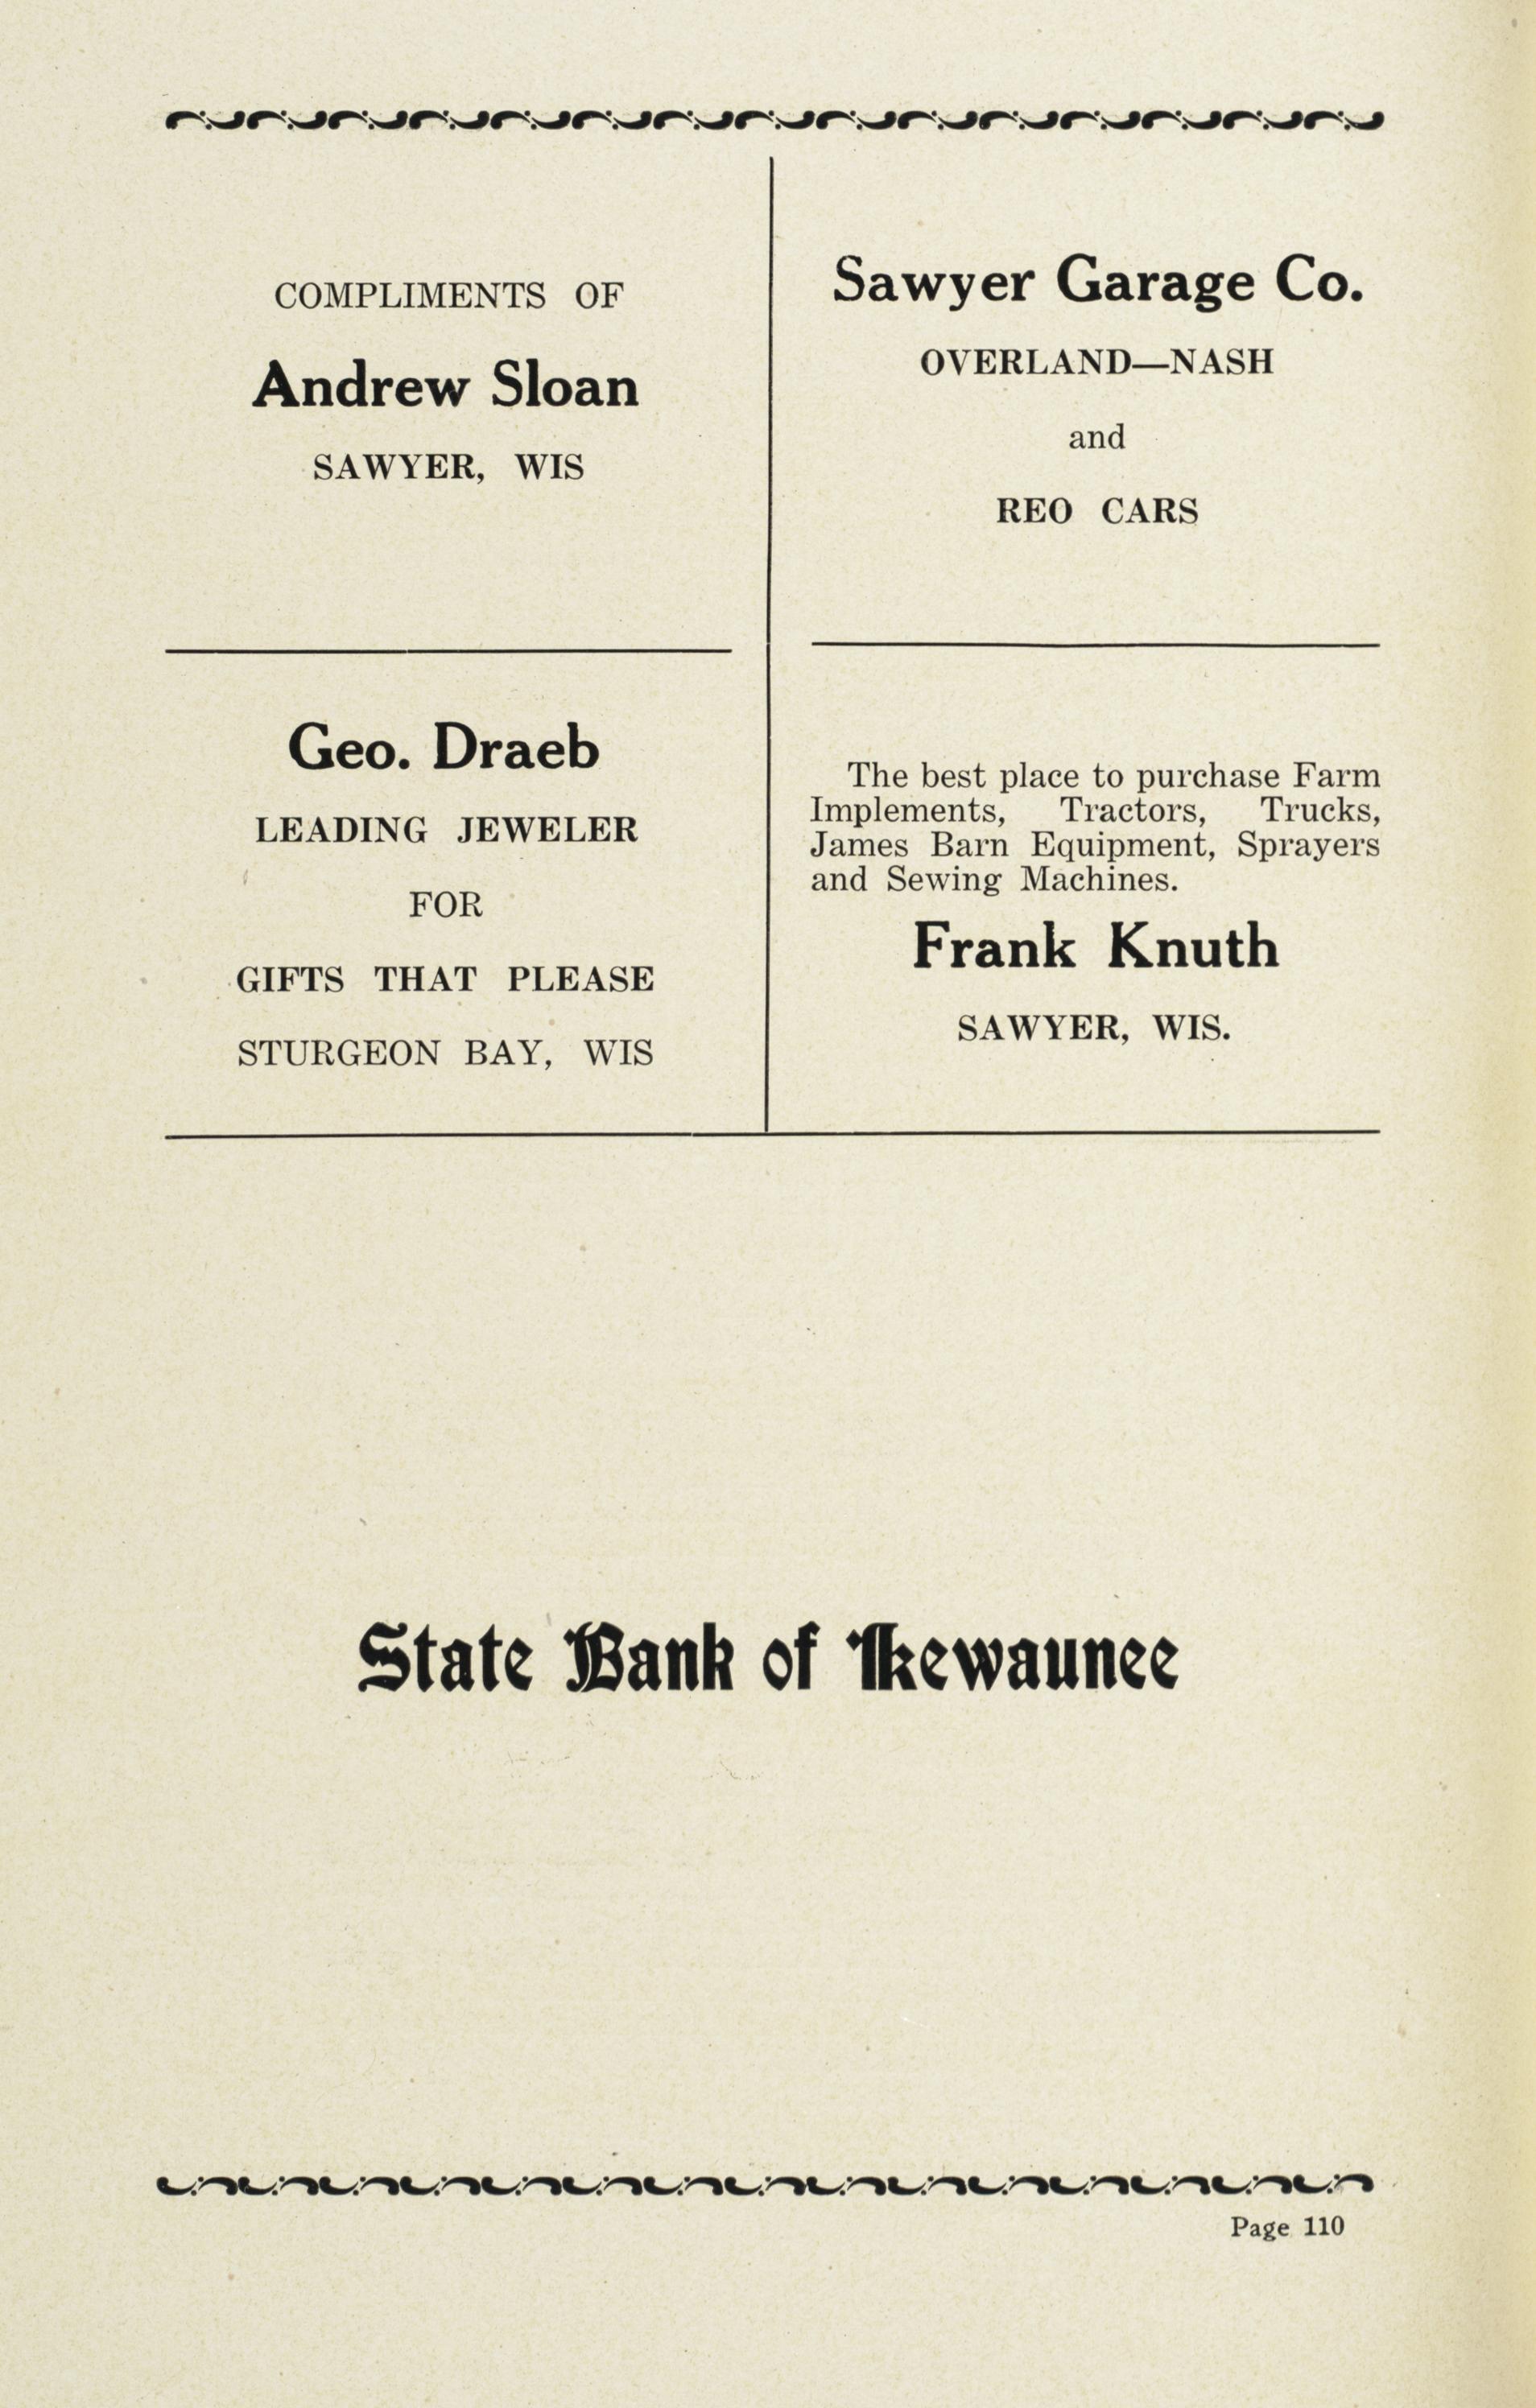 COMPLIMENTS OF
Andrew Sloan
SAWYER, WIS
Sawyer Garage Co.
OVERLAND—NASH
and
REO CARS
Geo. Draeb
LEADING JEWELER
FOR
GIFTS THAT PLEASE
STURGEON BAY, WIS
The best place to purchase Farm
Implements, Tractors, Trucks,
James Barn Equipment, Sprayers
and Sewing Machines.
Frank Knuth
SAWYER, WIS.
State Bank of Kewaunee
Page 110